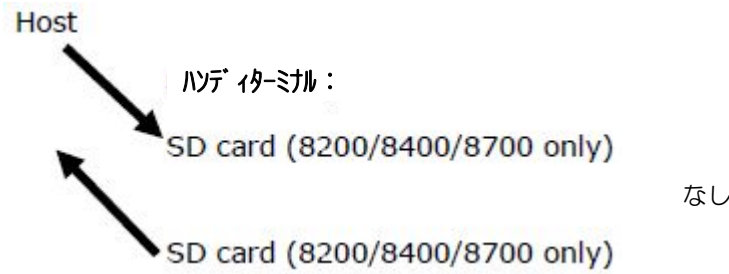 Host
ﾊﾝﾃﾞｨﾀｰﾐﾅﾙ：
SD card (8200/8400/8700 only)
なし
SD card (8200/8400/8700 only)